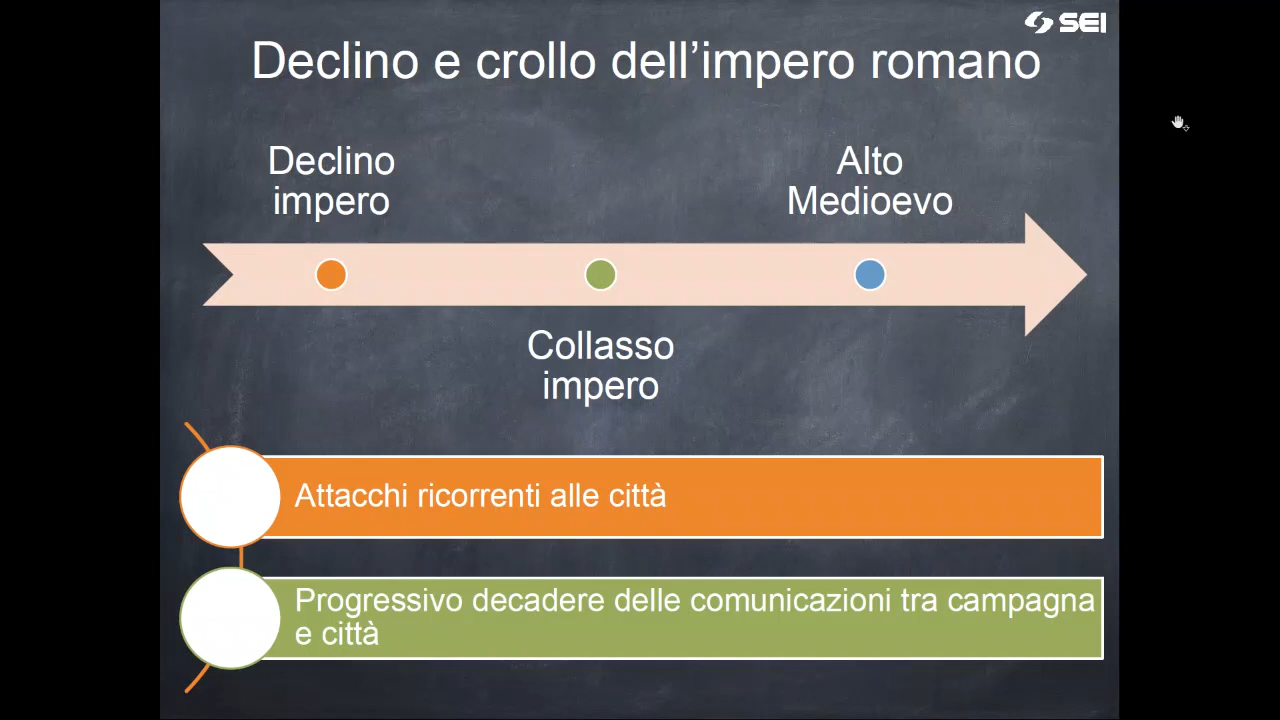 SEI
Declino e crollo dell’impero romano
Declino
impero
Alto
Medioevo
Collasso
impero
Attacchi ricorrenti alle città
Progressivo decadere delle comunicazioni tra campagna
e città